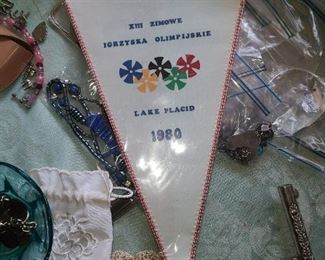 XIII ZIMOWE
IGRZYSKA OLIMPIJSKIE
LAKE PLACID
1980